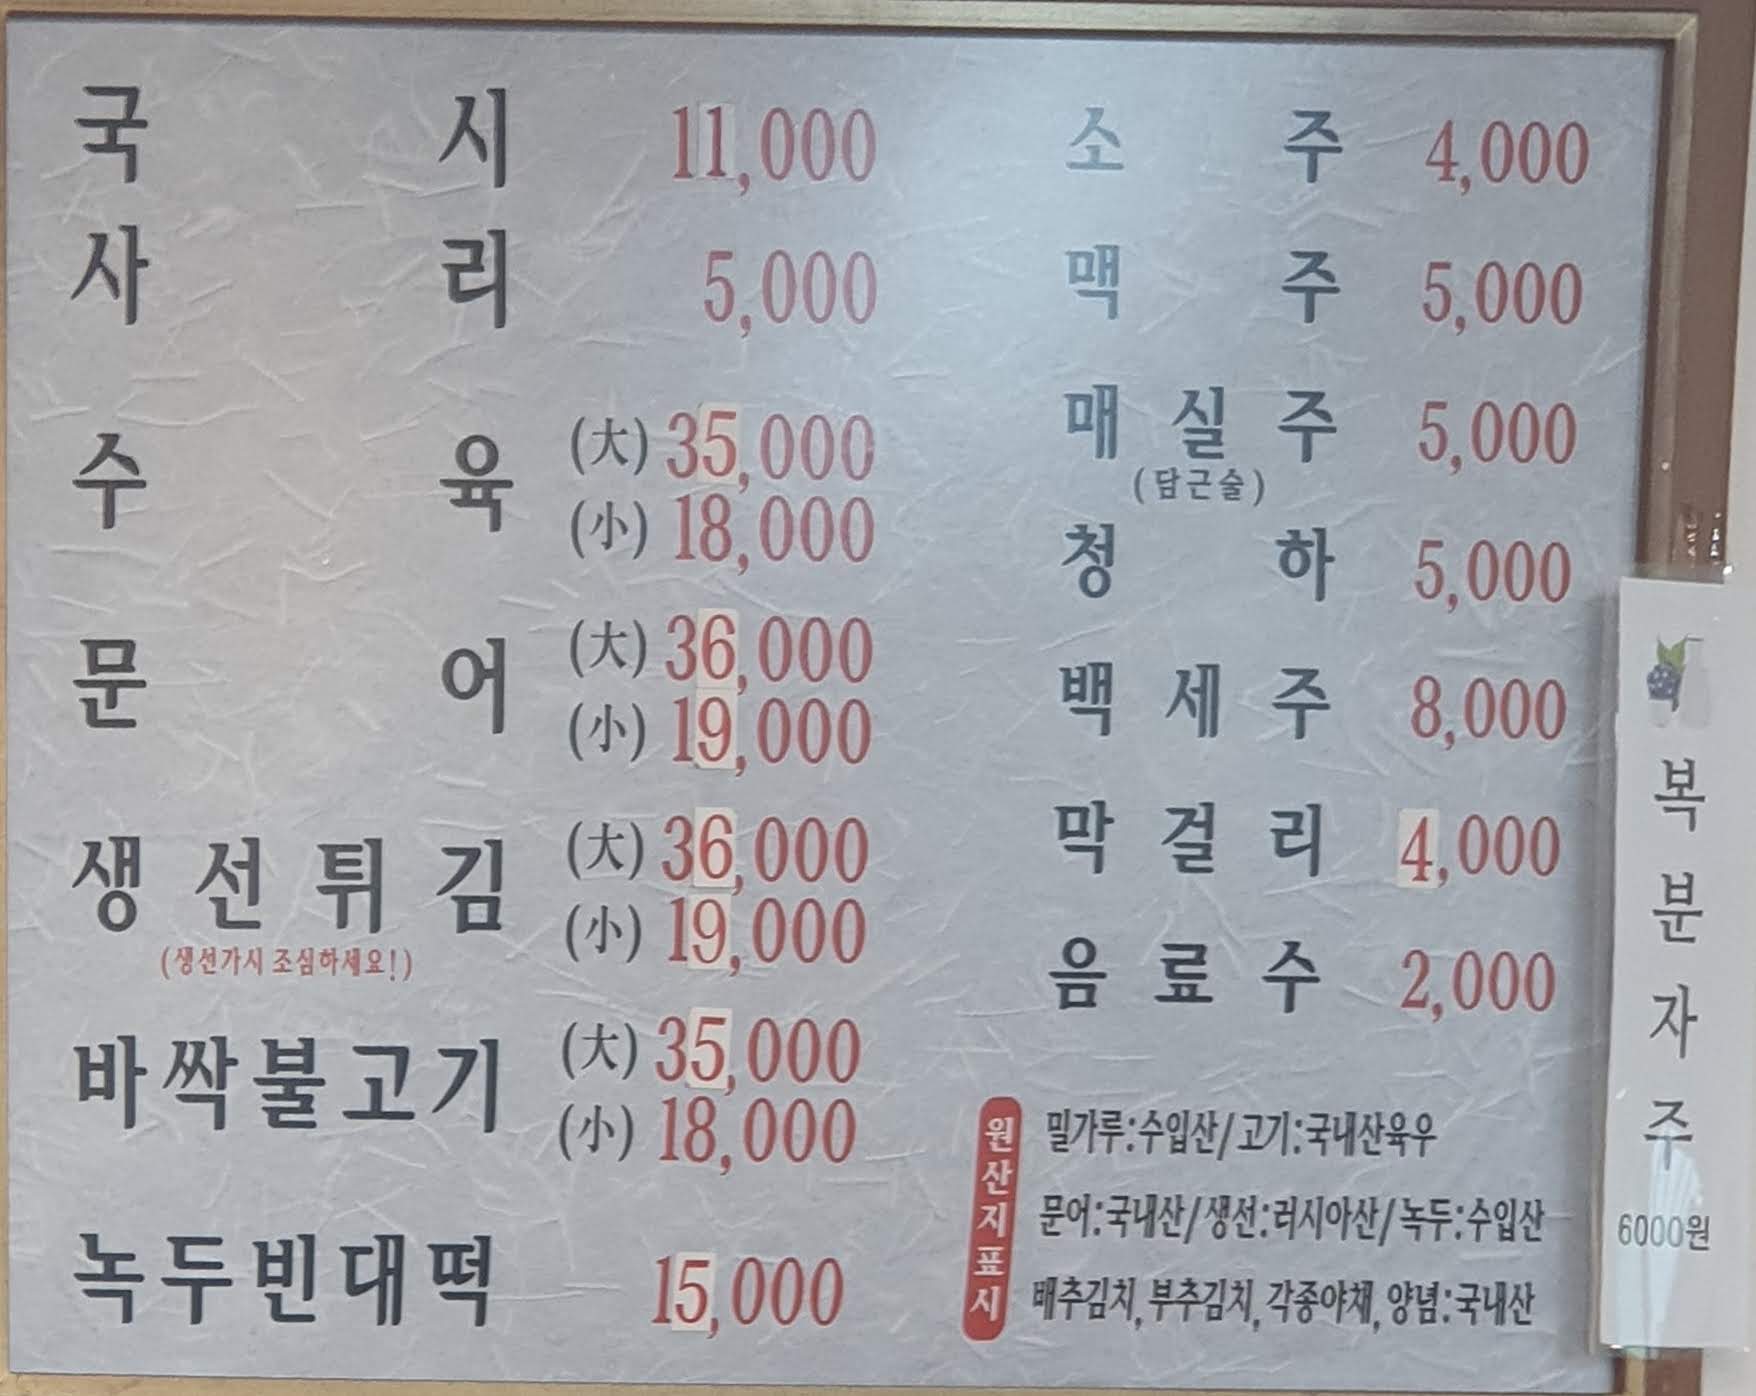 국시 11,000
사리 5,000
수육 (大) 35,000
(小) 18,000
문어 (大) 36,000
(小) 19,000
생선튀김 (大) 36,000
(小) 19,000
(생선가시 조심하세요!)
바싹불고기 (大) 35,000
(小) 18,000
녹두빈대떡 15,000
소주 4,000
맥주 5,000
매실주 5,000
(담근술)
청하 5,000
백세주 8,000
막걸리 4,000
음료수 2,000
원산지표시
밀가루:수입산/고기:국내산육우
문어:국내산/생선:러시아산/녹두:수입산
배추김치, 부추김치, 각종야채, 양념:국내산
복분자주
6000원